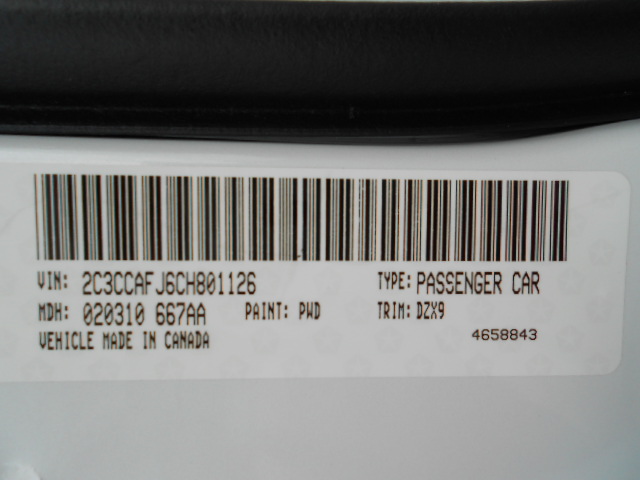 VIN: 2C3CCAFJ6CH801126 TYPE: PASSENGER CAR
MDH: 020310 667AA PAINT: PWD TRIM: DZX9
VEHICLE MADE IN CANADA 4658843